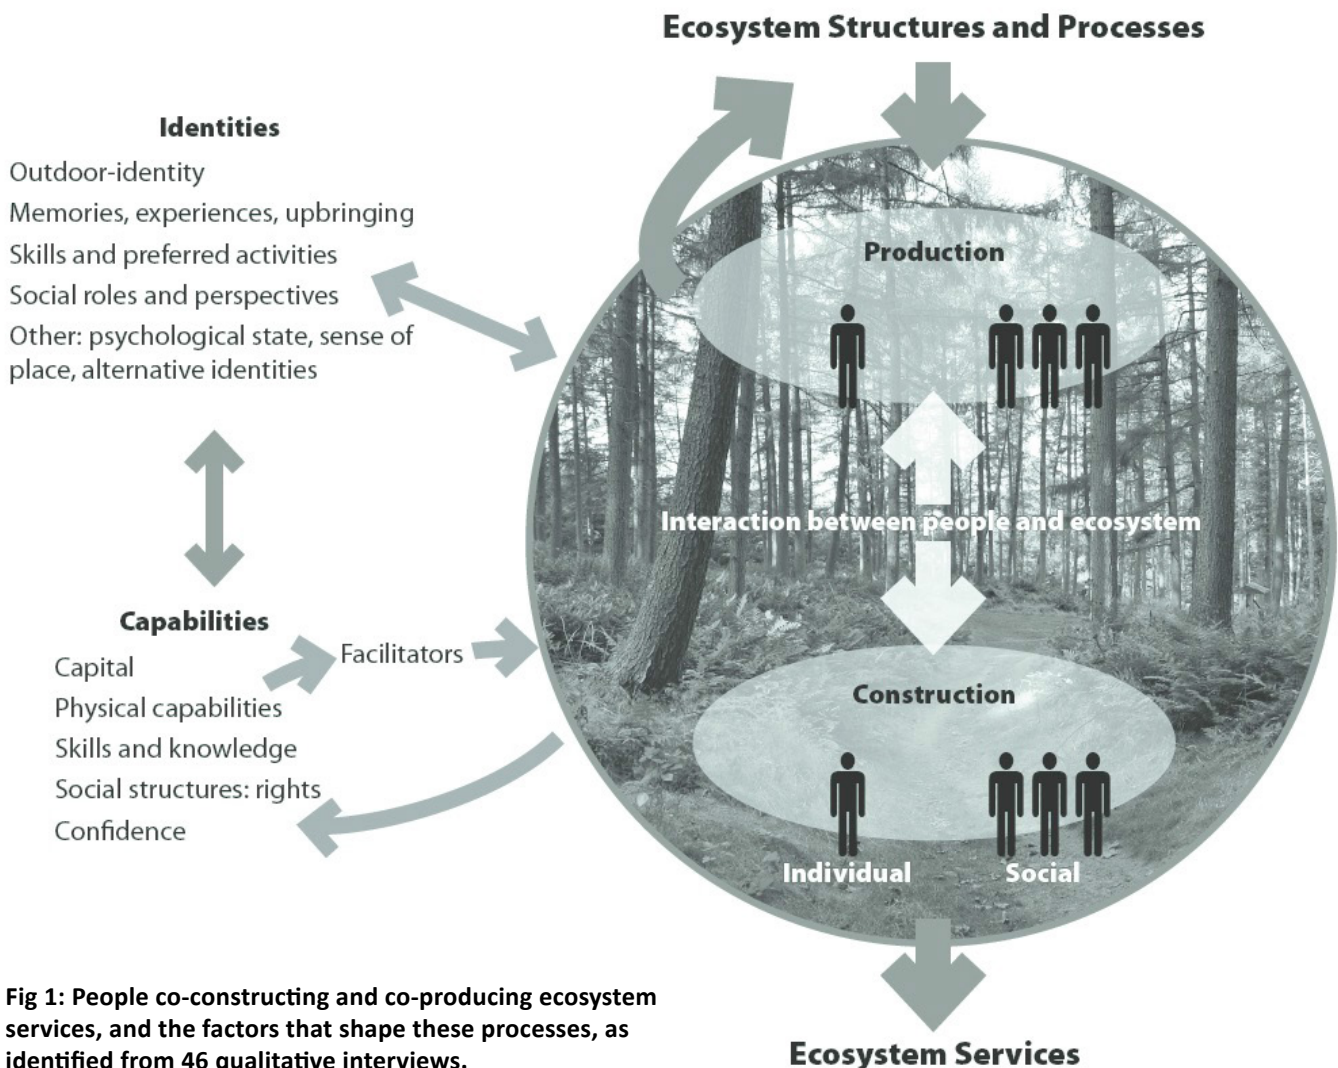 Ecosystem Structures and Processes
Identities
Outdoor-identity
Memories, experiences, upbringing
Skills and preferred activities
Social roles and perspectives
Other: psychological state, sense of
place, alternative identities
Production
Interaction between people and ecosystem
Capabilities
Capital
Physical capabilities
Skills and knowledge
Social structures: rights
Confidence
Facilitators
Construction
Individual
Social
Fig 1: People co-constructing and co-producing ecosystem
services, and the factors that shape these processes, as
identified from 46 qualitative interviews.
Ecosystem Services